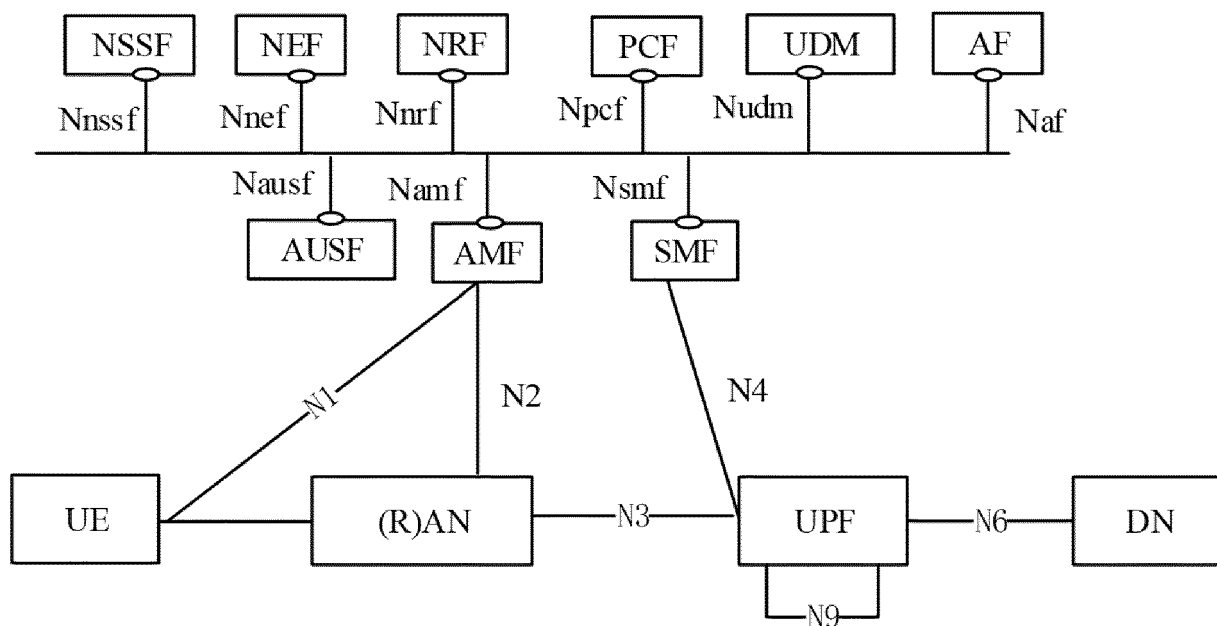 NSSF NEF NRF PCF UDM AF
Nnssf Nnef Nnrf Npcf Nudm Naf
Nausf Namf Nsmf
AUSF AMF SMF
N1 N2 N4
UE (R)AN N3 UPF N6 DN
N9